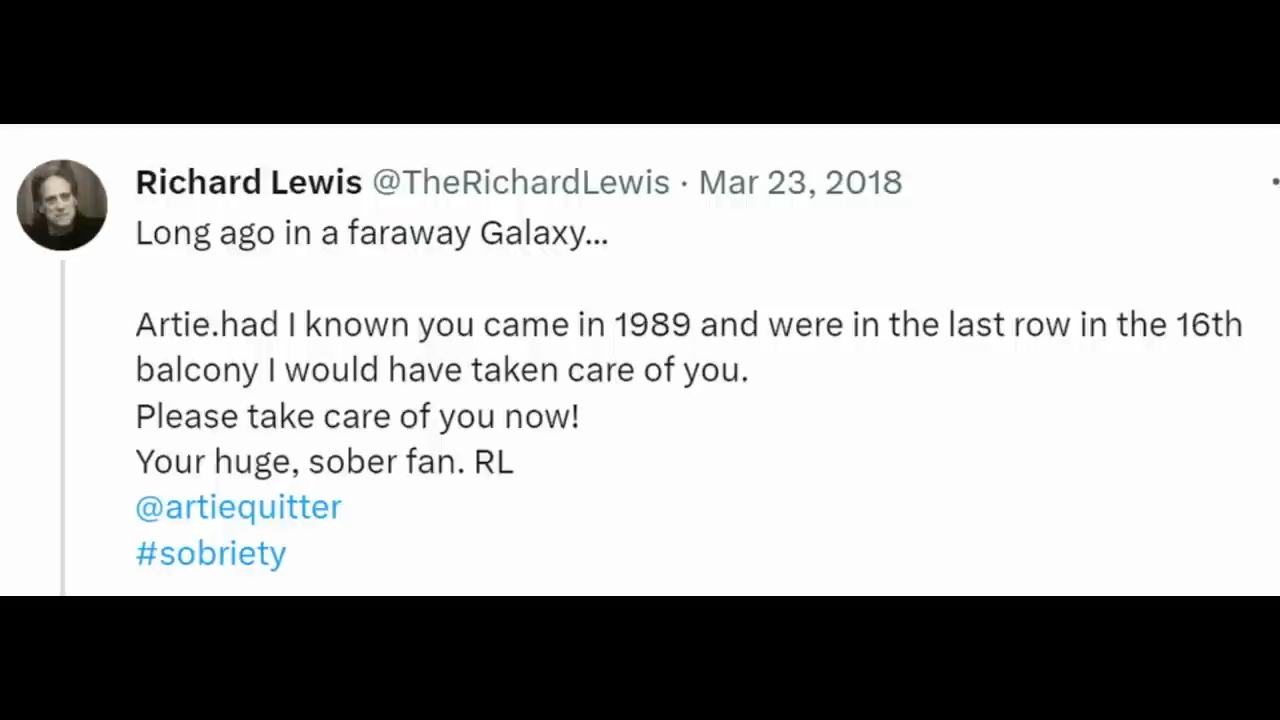 Richard Lewis @TheRichardLewis · Mar 23, 2018
Long ago in a faraway Galaxy...
Artie.had I known you came in 1989 and were in the last row in the 16th
balcony I would have taken care of you.
Please take care of you now!
Your huge, sober fan. RL
@artiequitter
#sobriety